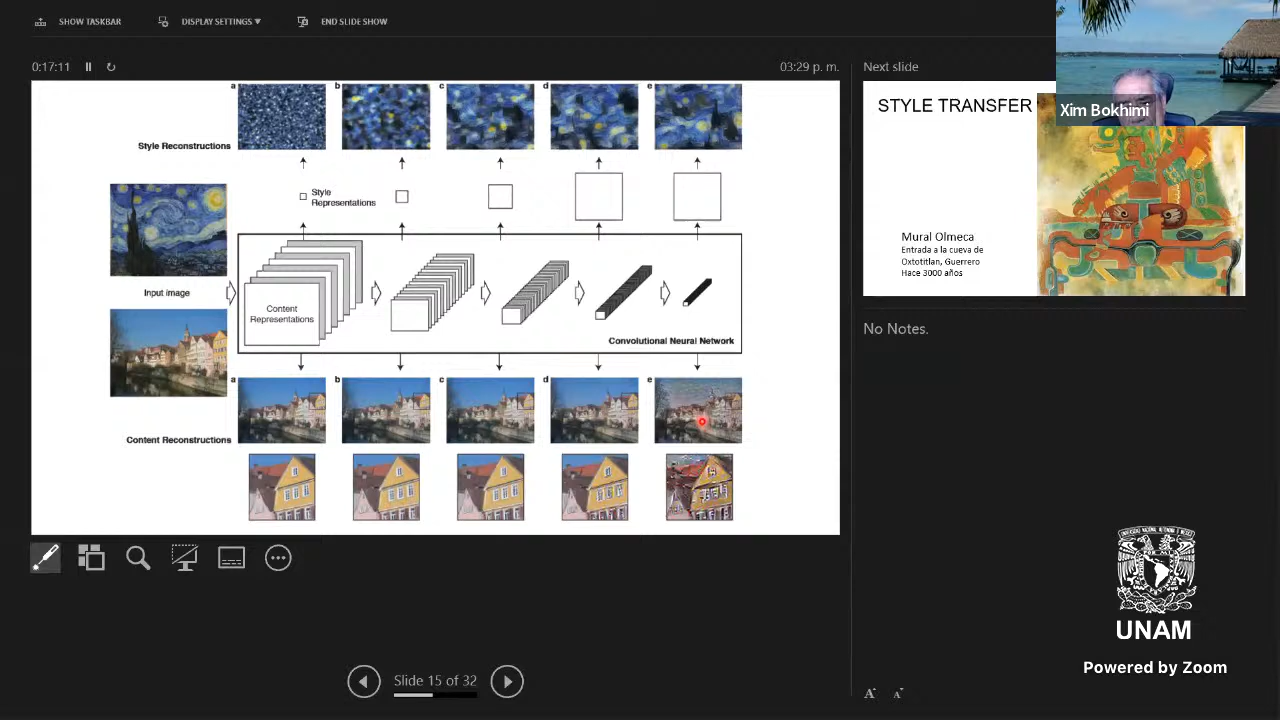 SHOW TASKBAR
DISPLAY SETTINGS ▼
END SLIDE SHOW
0:17:11
03:29 p. m.
a
b
c
d
e
Style Reconstructions
Style
Representations
Input image
Content
Representations
Convolutional Neural Network
a
b
c
d
e
Content Reconstructions
Slide 15 of 32
Next slide
STYLE TRANSFER
Mural Olmeca
Entrada a la cueva de
Oxtotitlan, Guerrero
Hace 3000 años
No Notes.
A A
Xim Bokhimi
UNAM
Powered by Zoom